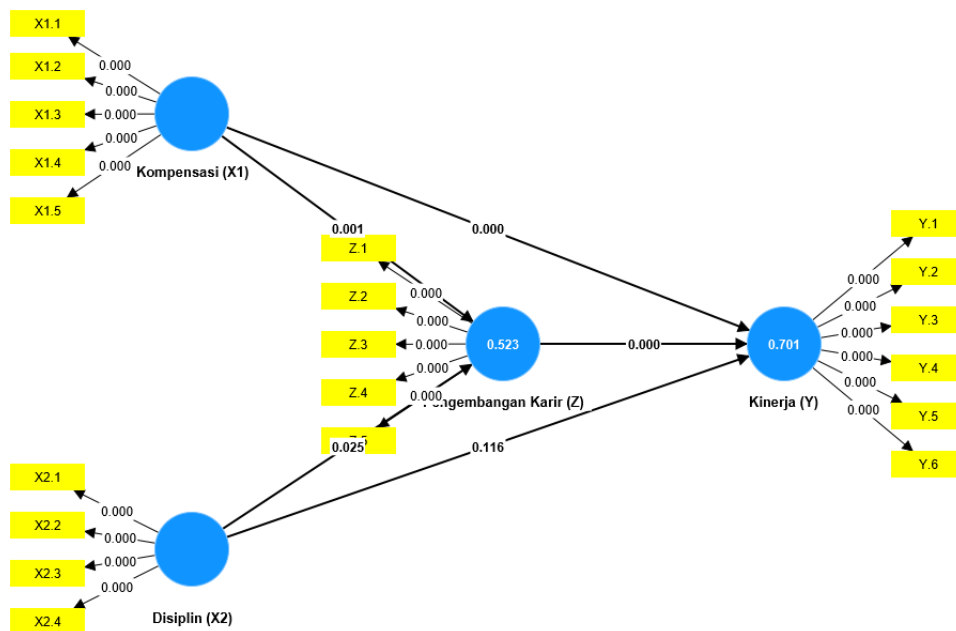 X1.1
X1.2
X1.3
X1.4
X1.5
0.000
0.000
0.000
0.000
0.000
Kompensasi (X1)
0.001
0.000
Z.1
Z.2
Z.3
Z.4
Z.5
0.000
0.000
0.000
0.000
0.000
0.523
Pengembangan Karir (Z)
0.000
0.025
0.116
0.701
Kinerja (Y)
0.000
0.000
0.000
0.000
0.000
0.000
Y.1
Y.2
Y.3
Y.4
Y.5
Y.6
X2.1
X2.2
X2.3
X2.4
0.000
0.000
0.000
0.000
Disiplin (X2)